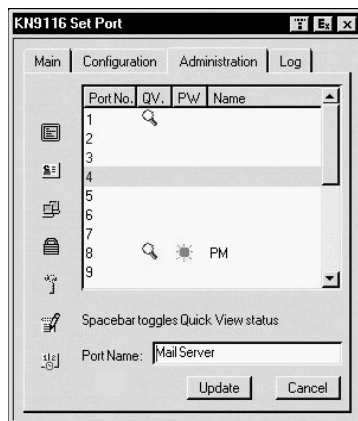 KN9116 Set Port
Main Configuration Administration Log
Port No. QV. PW Name
1
2
3
4
5
6
7
8 PM
9
Spacebar toggles Quick View status
Port Name: Mail Server
Update Cancel